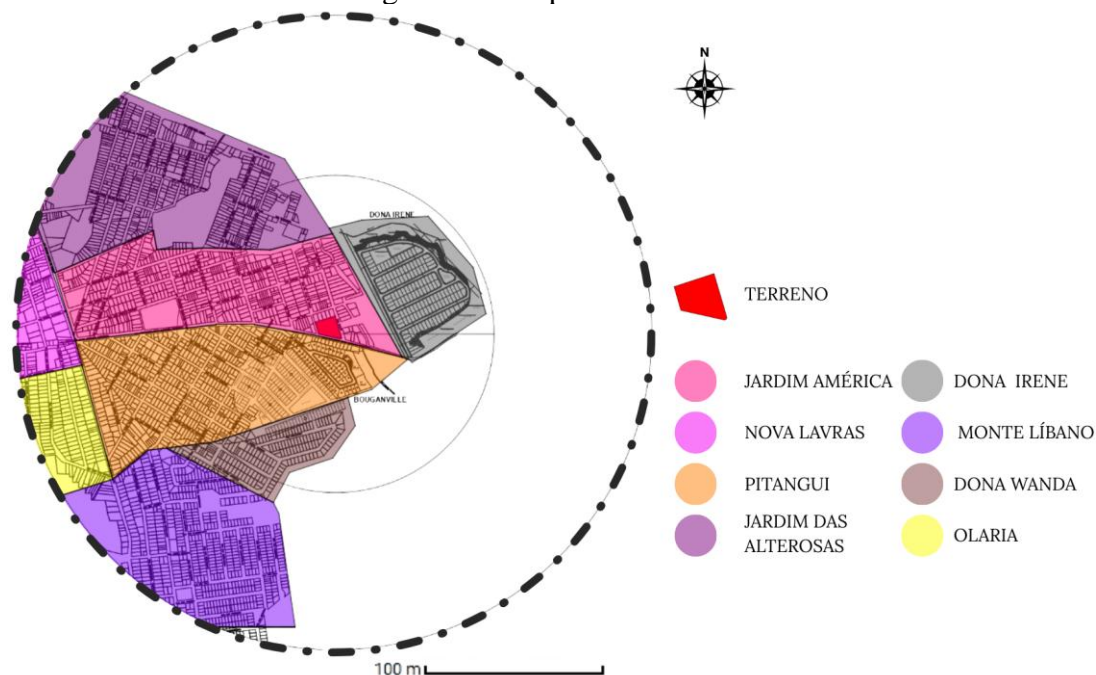 N
DONA IRENE
BOUGANVILLE
TERRENO
JARDIM AMÉRICA
DONA IRENE
NOVA LAVRAS
MONTE LÍBANO
PITANGUI
DONA WANDA
JARDIM DAS
ALTEROSAS
OLARIA
100 m